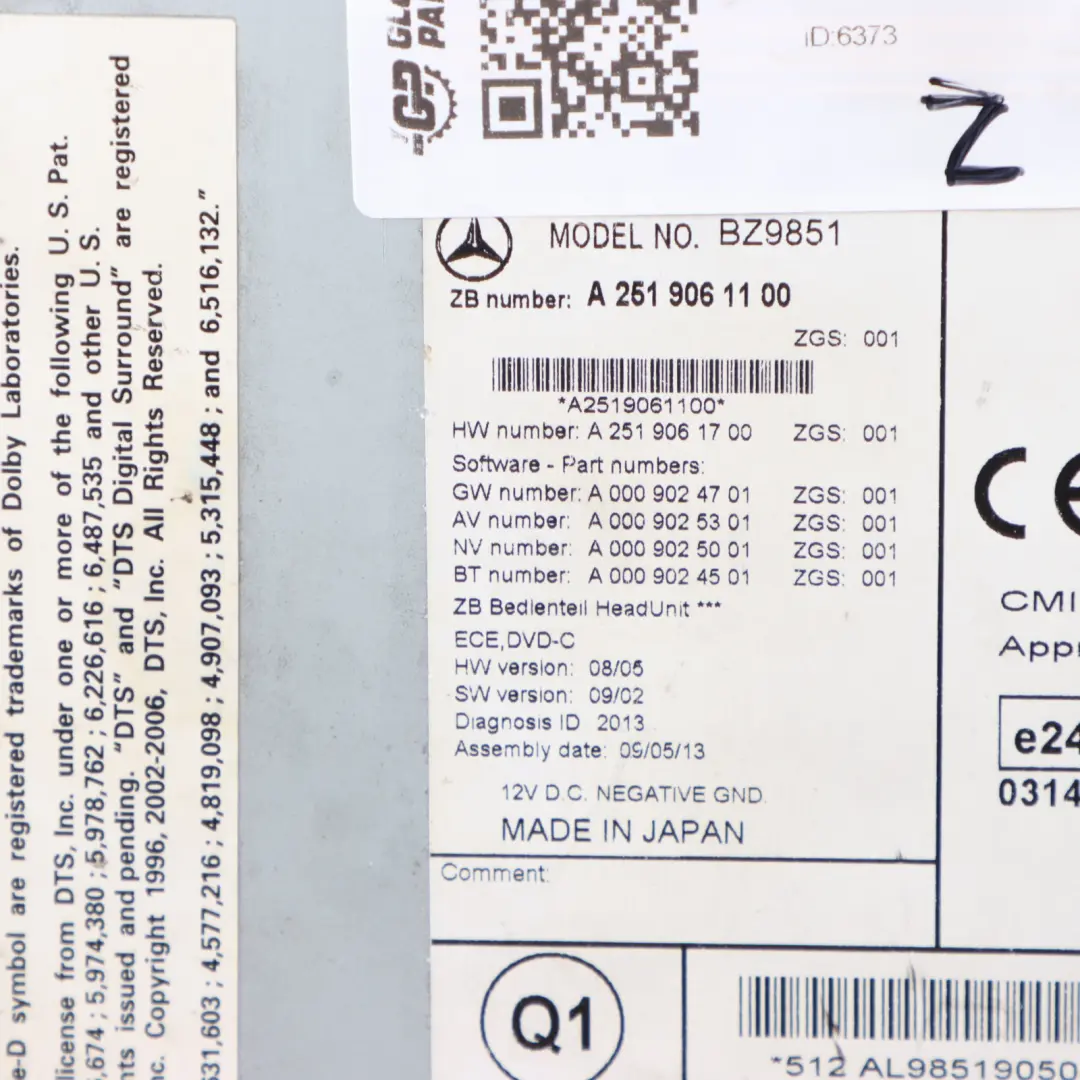 ID:6373
Z
MODEL NO. BZ9851
ZB number: A 251 906 11 00
ZGS: 001
*A2519061100*
HW number: A 251 906 17 00 ZGS: 001
Software - Part numbers:
GW number: A 000 902 47 01 ZGS: 001
AV number: A 000 902 53 01 ZGS: 001
NV number: A 000 902 50 01 ZGS: 001
BT number: A 000 902 45 01 ZGS: 001
ZB Bedienteil HeadUnit ***
ECE,DVD-C
HW version: 08/05
SW version: 09/02
Diagnosis ID 2013
Assembly date: 09/05/13
12V D.C. NEGATIVE GND.
MADE IN JAPAN
Comment:
Q1
*512 AL98519050
CE
CMI
App
e24
0314
e-D symbol are registered trademarks of Dolby Laboratories.
license from DTS, Inc. under one or more of the following U. S. Pat.
,674 ; 5,974,380 ; 5,978,762 ; 6,226,616 ; 6,487,535 and other U. S.
nts issued and pending. "DTS" and "DTS Digital Surround" are registered
nc. Copyright 1996, 2002-2006, DTS, Inc. All Rights Reserved.
631,603 ; 4,577,216 ; 4,819,098 ; 4,907,093 ; 5,315,448 ; and 6,516,132."